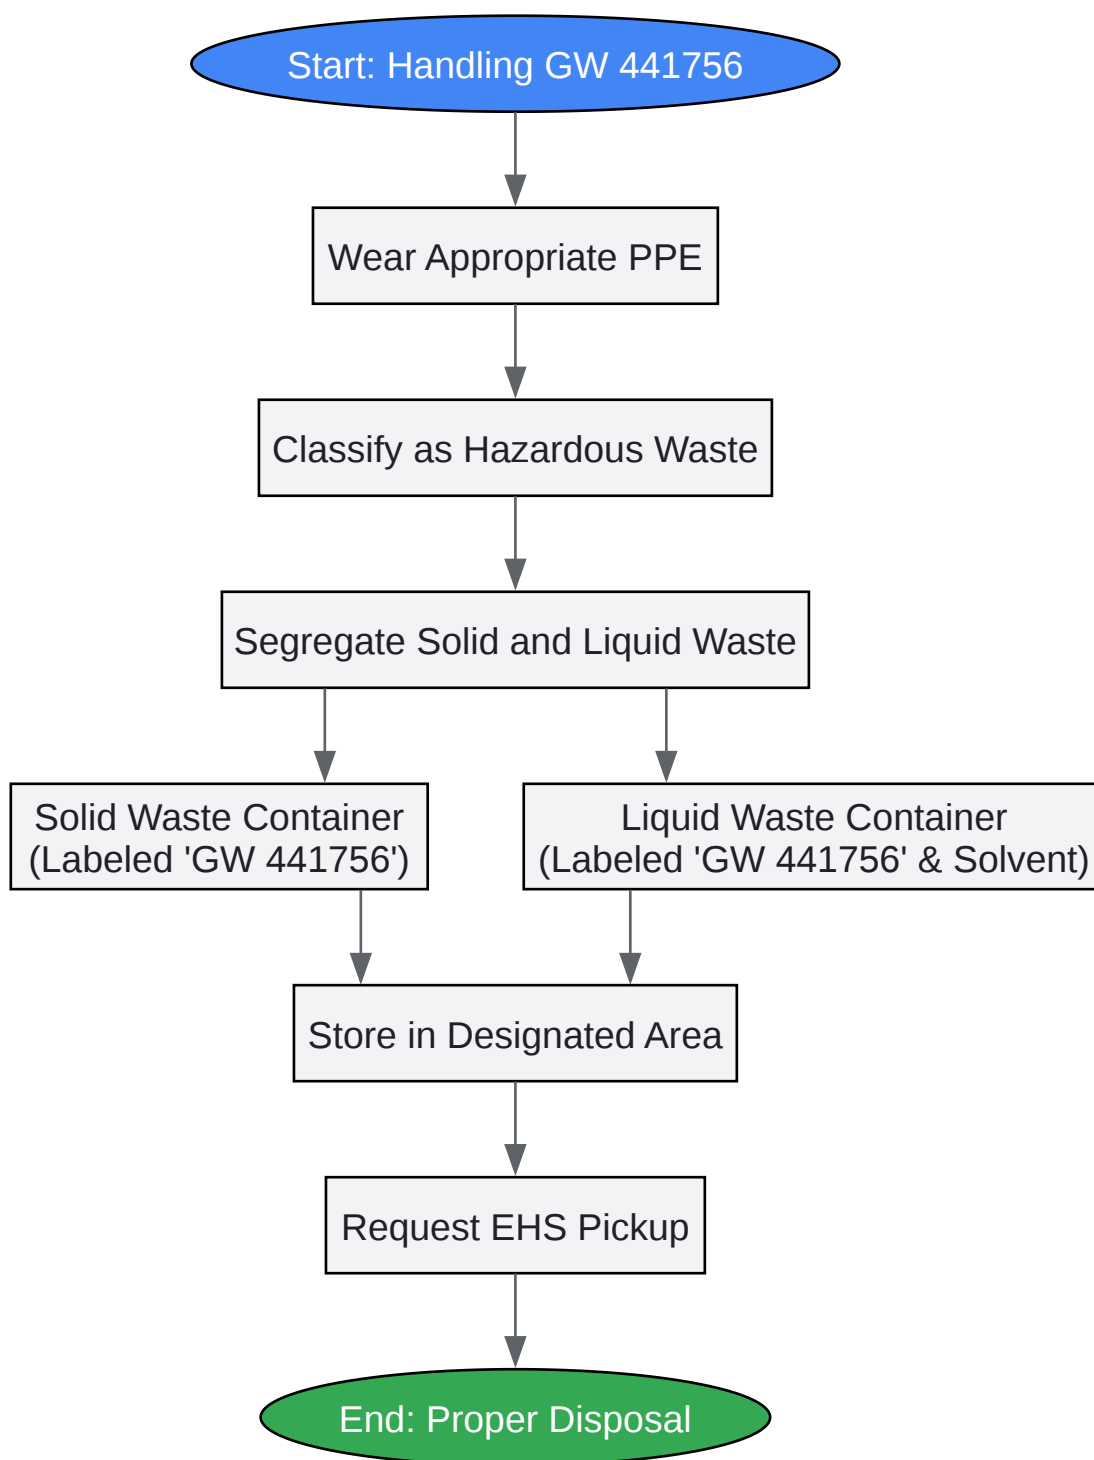 Start: Handling GW 441756
Wear Appropriate PPE
Classify as Hazardous Waste
Segregate Solid and Liquid Waste
Solid Waste Container
(Labeled 'GW 441756')
Liquid Waste Container
(Labeled 'GW 441756' & Solvent)
Store in Designated Area
Request EHS Pickup
End: Proper Disposal